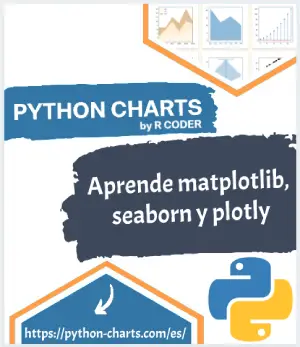 PYTHON CHARTS
by R CODER
Aprende matplotlib,
seaborn y plotly
https://python-charts.com/es/